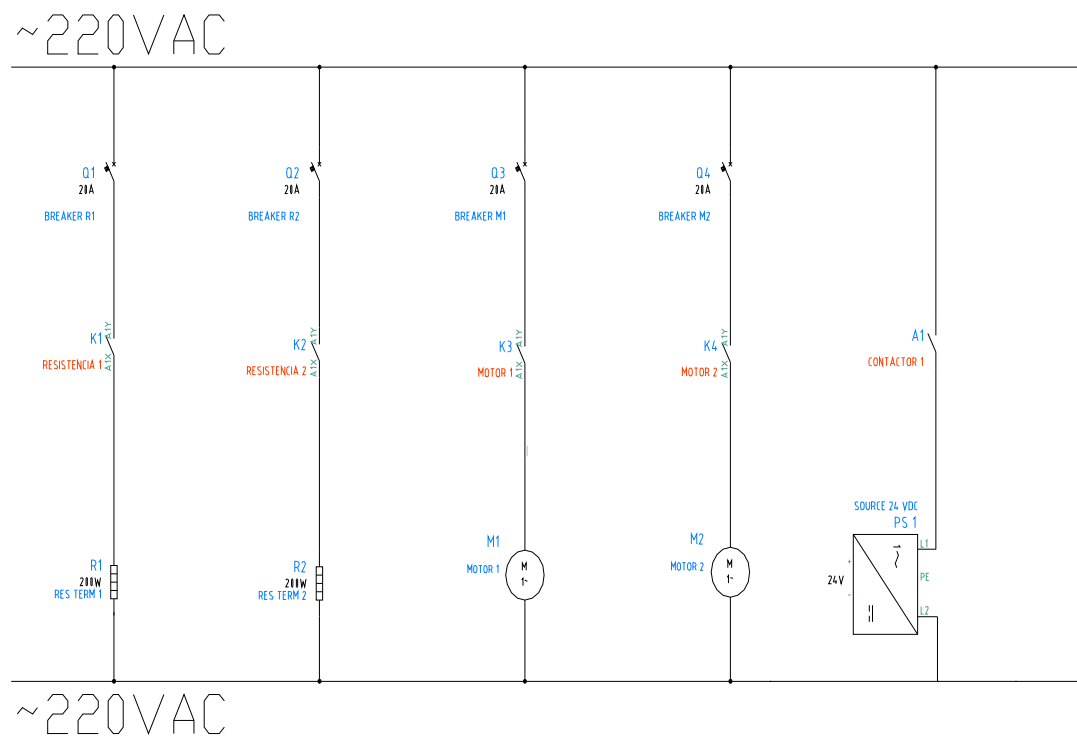 ~220VAC
Q1
20A
BREAKER R1
Q2
20A
BREAKER R2
Q3
20A
BREAKER M1
Q4
20A
BREAKER M2
K1
A1Y
A1X
RESISTENCIA 1
K2
A1Y
A1X
RESISTENCIA 2
K3
A1Y
A1X
MOTOR 1
K4
A1Y
A1X
MOTOR 2
A1
CONTACTOR 1
R1
200W
RES TERM 1
R2
200W
RES TERM 2
M1
MOTOR 1
M
1~
M2
MOTOR 2
M
1~
SOURCE 24 VDC
PS 1
L1
+
24V
PE
-
L2
~220VAC